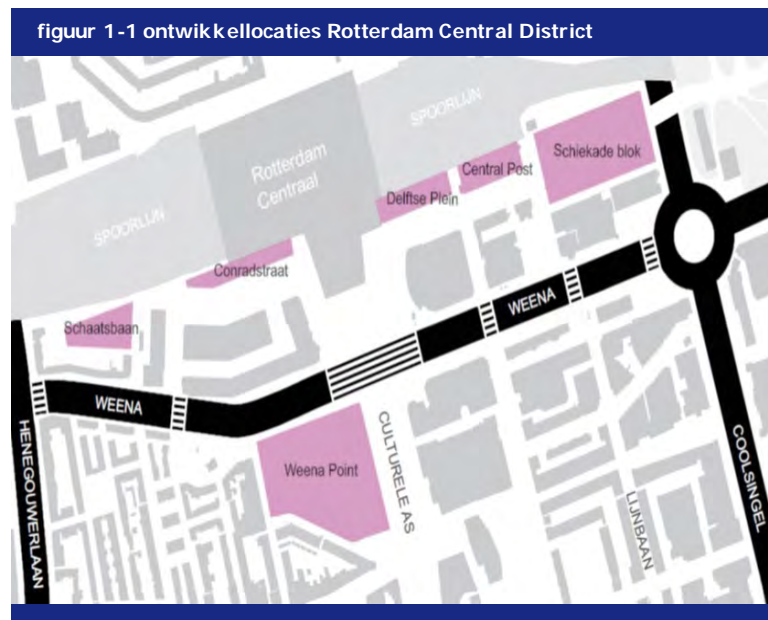 figuur 1-1 ontwikkellocaties Rotterdam Central District
SPOORLIJN
Schiekade blok
Rotterdam
Centraal
Central Post
Delftse Plein
SPOORLIJN
Conradstraat
WEENA
Schaatsbaan
WEENA
CULTURELE AS
HENEGOUWERLAAN
Weena Point
COOLSINGEL
LIJNBAAN